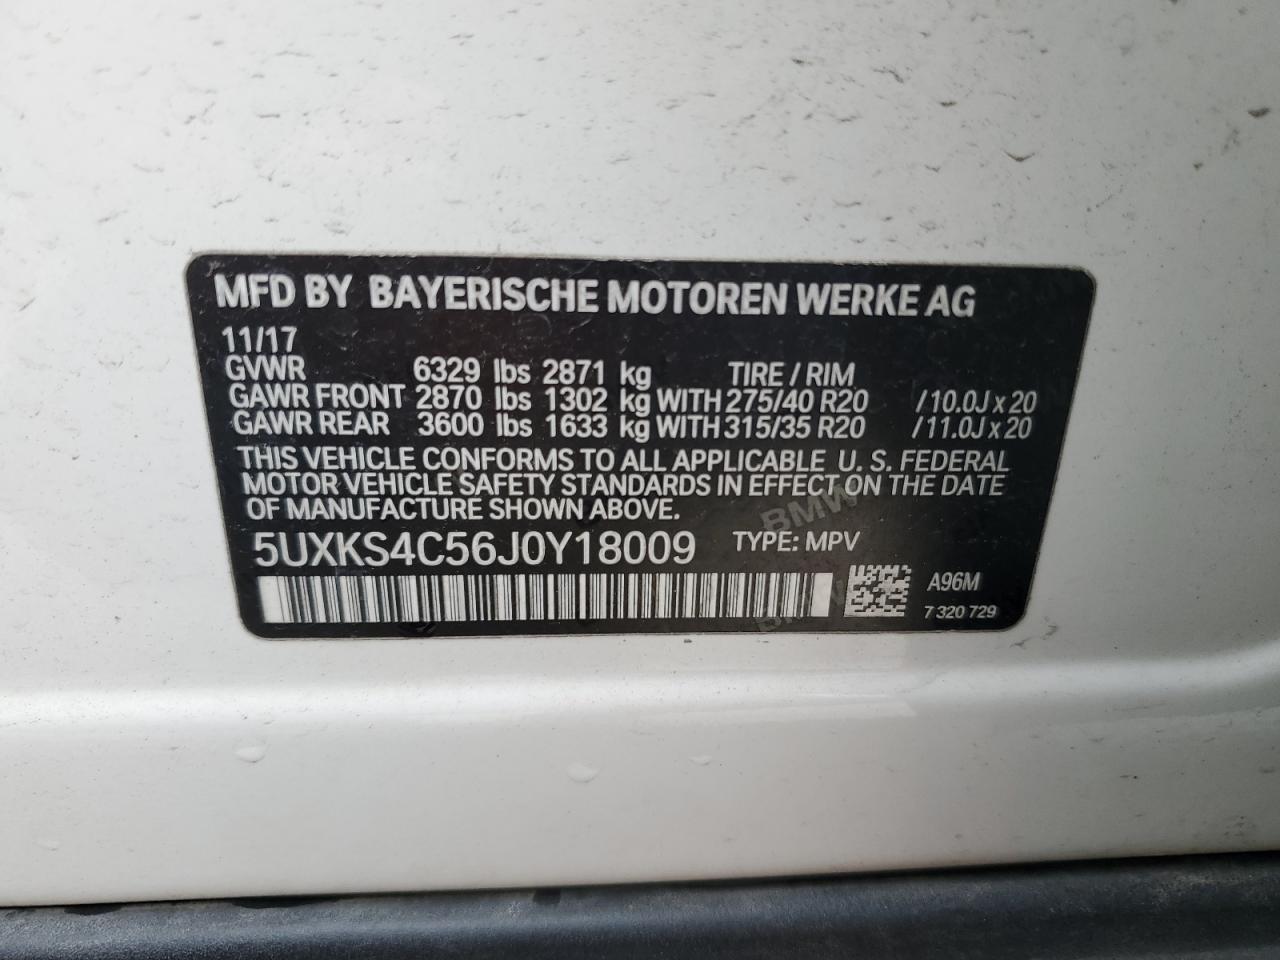 MFD BY BAYERISCHE MOTOREN WERKE AG
11/17
GVWR 6329 lbs 2871 kg TIRE / RIM
GAWR FRONT 2870 lbs 1302 kg WITH 275/40 R20 /10.0J x 20
GAWR REAR 3600 lbs 1633 kg WITH 315/35 R20 /11.0J x 20
THIS VEHICLE CONFORMS TO ALL APPLICABLE U. S. FEDERAL
MOTOR VEHICLE SAFETY STANDARDS IN EFFECT ON THE DATE
OF MANUFACTURE SHOWN ABOVE.
BMW
5UXKS4C56J0Y18009 TYPE: MPV
A96M
7 320 729
BMW